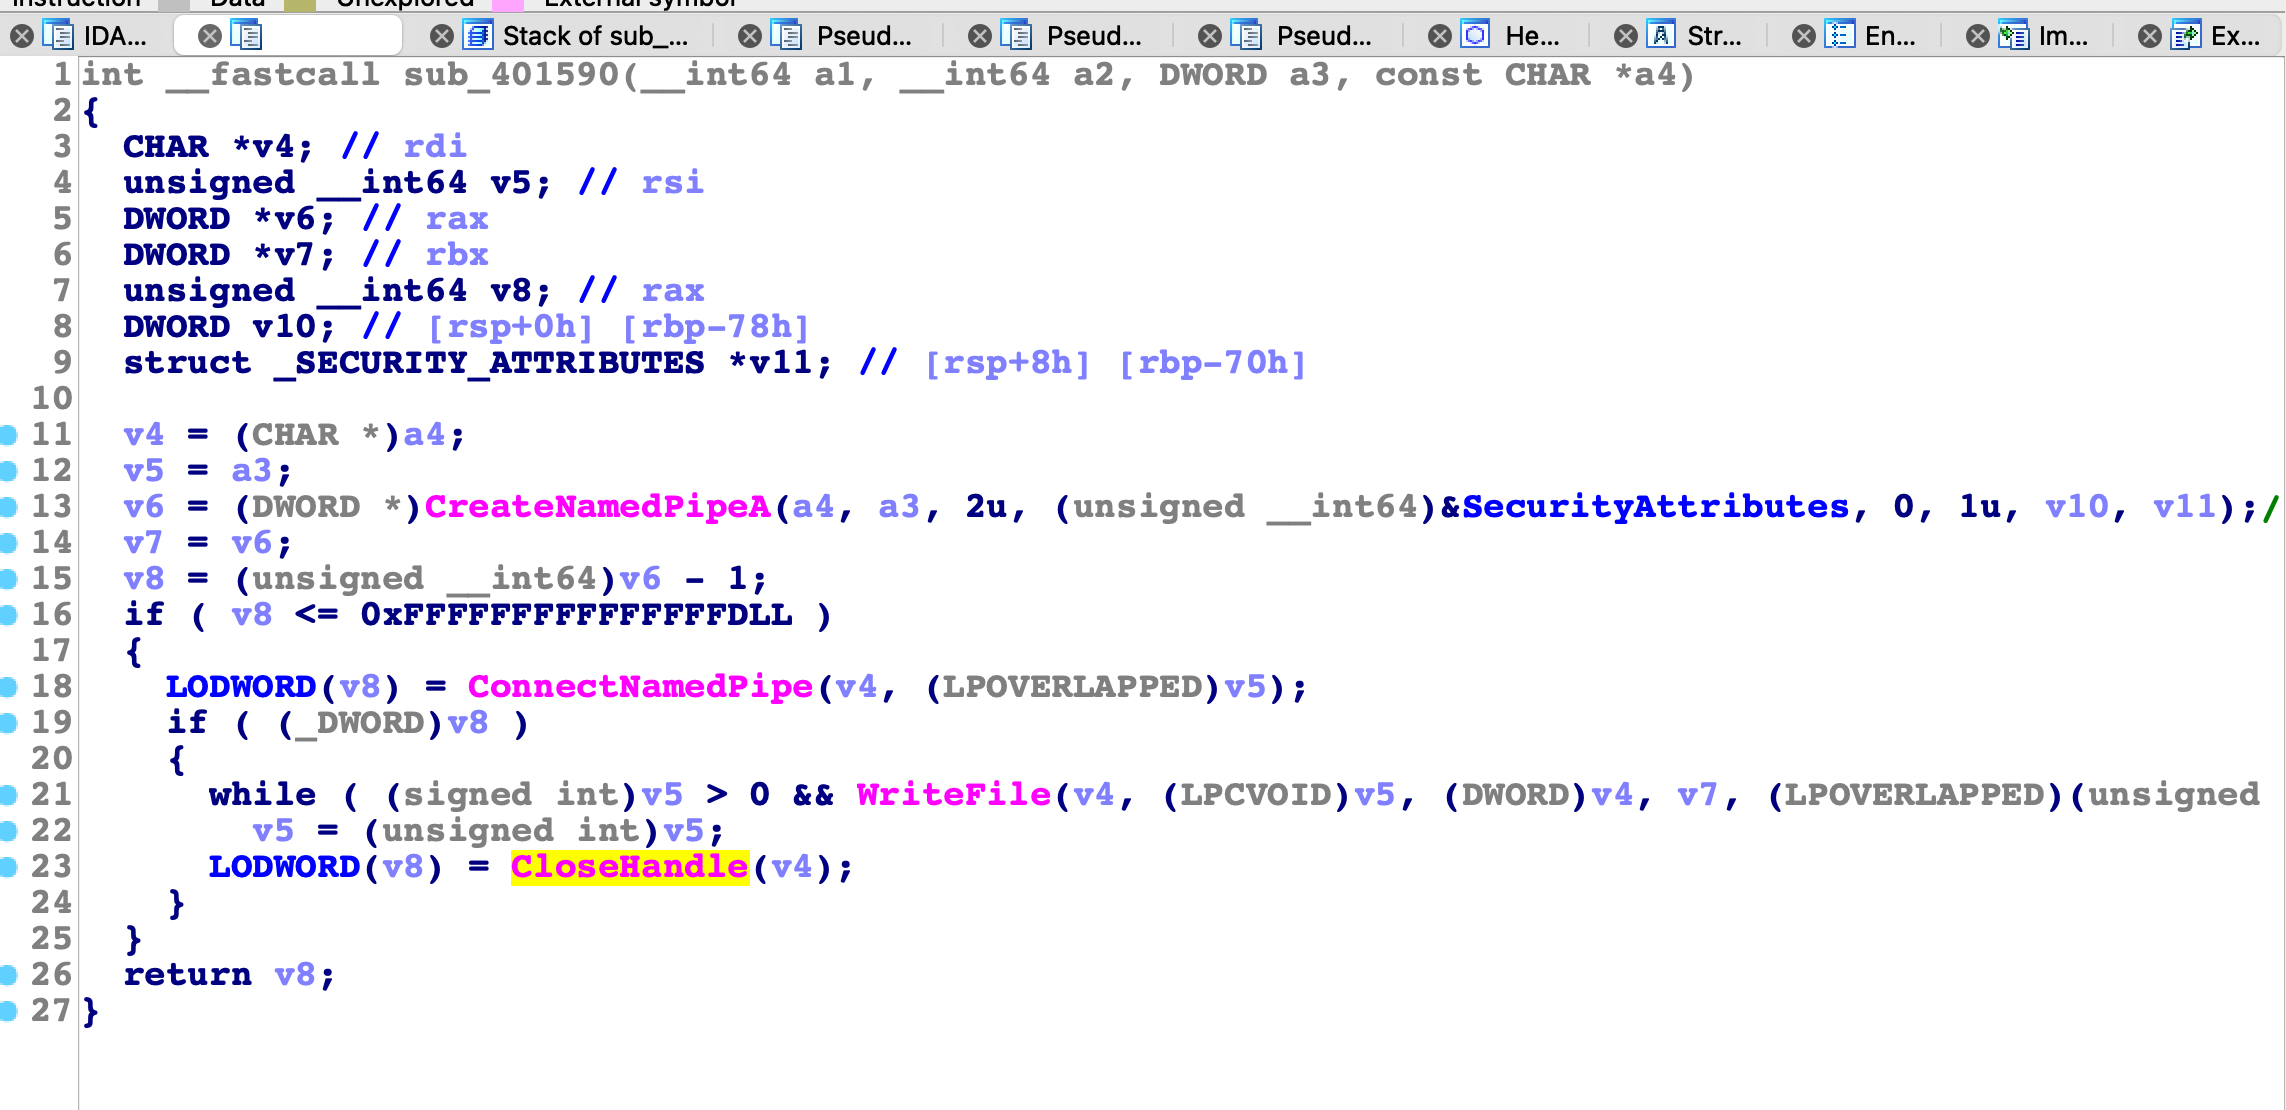 Instruction Data Unexplored External symbol
IDA... Stack of sub_... Pseud... Pseud... Pseud... He... Str... En... Im... Ex...
1 int __fastcall sub_401590(__int64 a1, __int64 a2, DWORD a3, const CHAR *a4)
2 {
3 CHAR *v4; // rdi
4 unsigned __int64 v5; // rsi
5 DWORD *v6; // rax
6 DWORD *v7; // rbx
7 unsigned __int64 v8; // rax
8 DWORD v10; // [rsp+0h] [rbp-78h]
9 struct _SECURITY_ATTRIBUTES *v11; // [rsp+8h] [rbp-70h]
10
11 v4 = (CHAR *)a4;
12 v5 = a3;
13 v6 = (DWORD *)CreateNamedPipeA(a4, a3, 2u, (unsigned __int64)&SecurityAttributes, 0, 1u, v10, v11);/
14 v7 = v6;
15 v8 = (unsigned __int64)v6 - 1;
16 if ( v8 <= 0xFFFFFFFFFFFFFFFDLL )
17 {
18 LODWORD(v8) = ConnectNamedPipe(v4, (LPOVERLAPPED)v5);
19 if ( (_DWORD)v8 )
20 {
21 while ( (signed int)v5 > 0 && WriteFile(v4, (LPCVOID)v5, (DWORD)v4, v7, (LPOVERLAPPED)(unsigned
22 v5 = (unsigned int)v5;
23 LODWORD(v8) = CloseHandle(v4);
24 }
25 }
26 return v8;
27 }